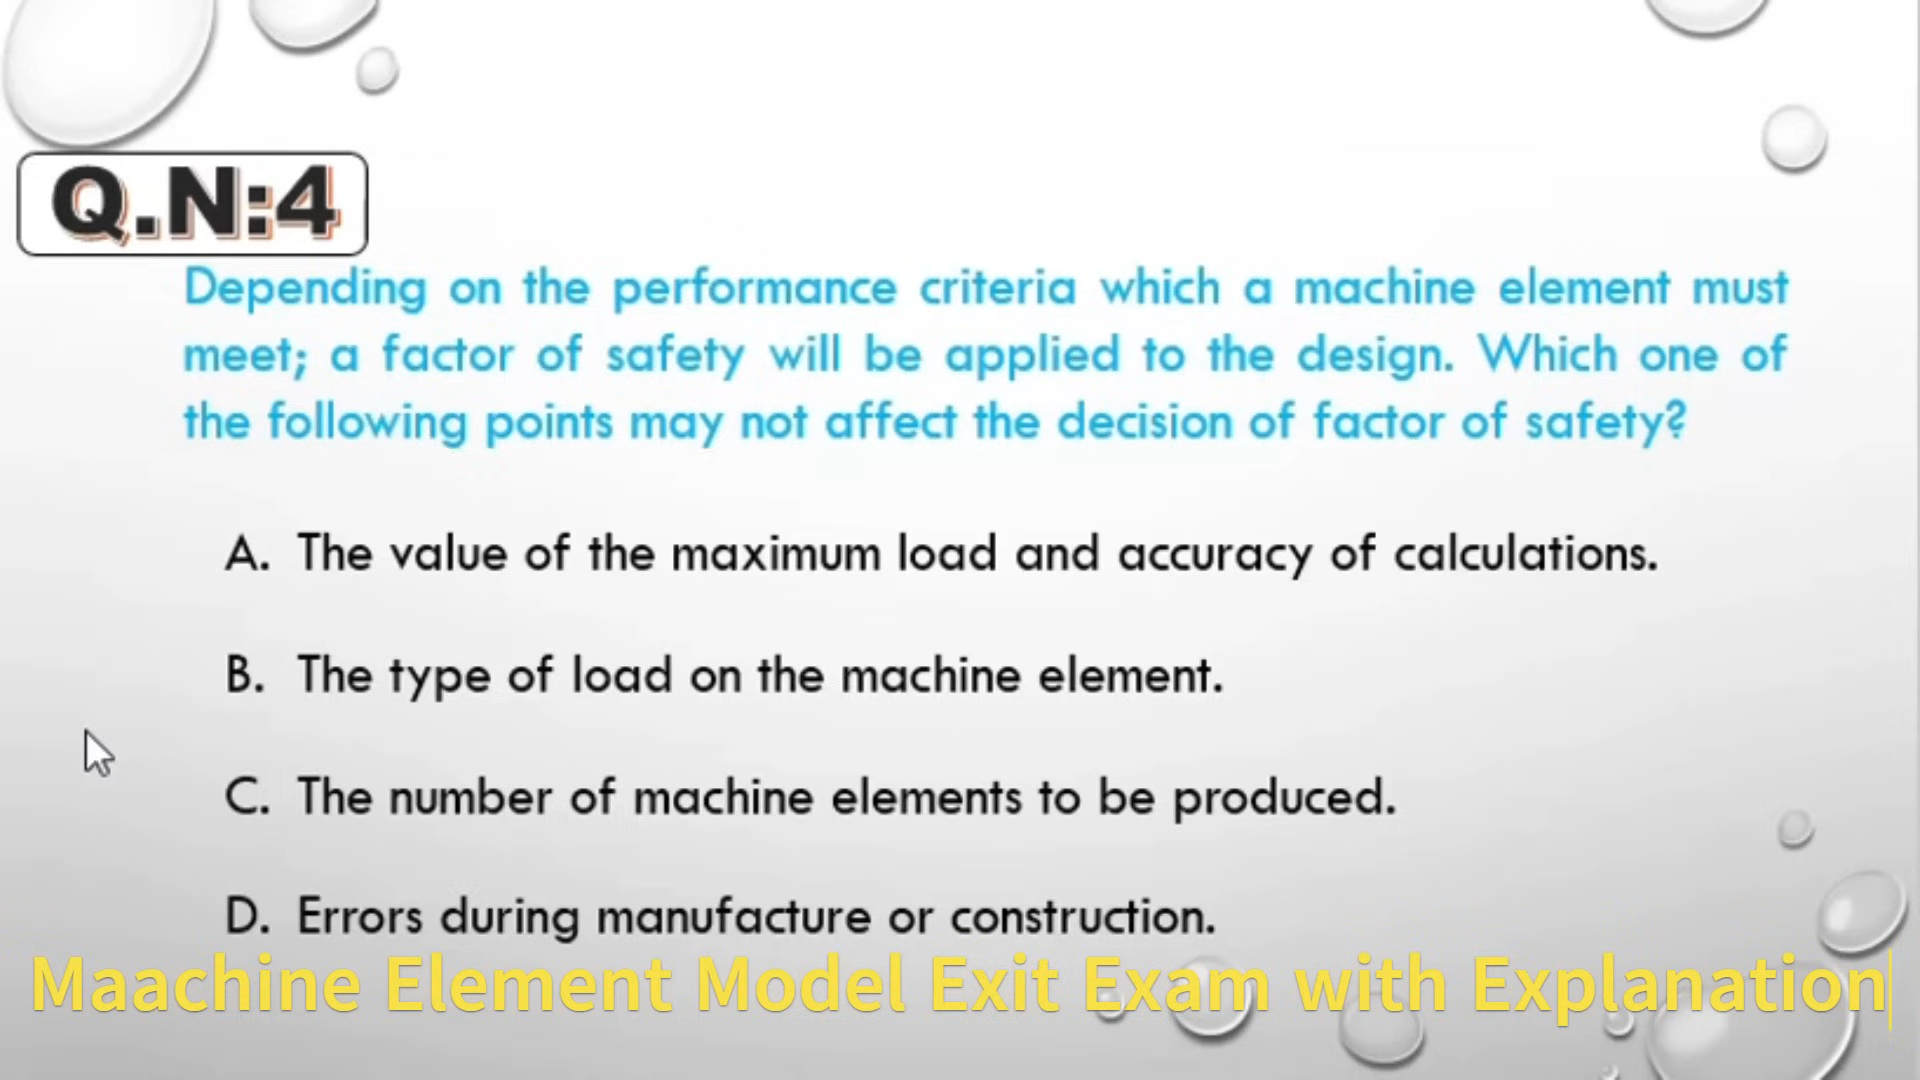 Q.N:4
Depending on the performance criteria which a machine element must
meet; a factor of safety will be applied to the design. Which one of
the following points may not affect the decision of factor of safety?
A. The value of the maximum load and accuracy of calculations.
B. The type of load on the machine element.
C. The number of machine elements to be produced.
D. Errors during manufacture or construction.
Maachine Element Model Exit Exam with Explanation